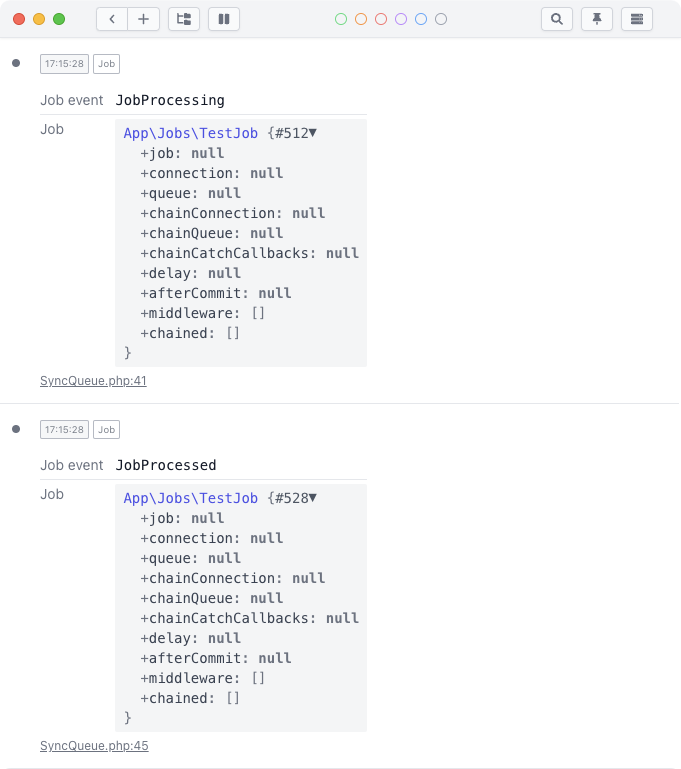 17:15:28 Job
Job event JobProcessing
Job App\Jobs\TestJob {#512▼
+job: null
+connection: null
+queue: null
+chainConnection: null
+chainQueue: null
+chainCatchCallbacks: null
+delay: null
+afterCommit: null
+middleware: []
+chained: []
}
SyncQueue.php:41
17:15:28 Job
Job event JobProcessed
Job App\Jobs\TestJob {#528▼
+job: null
+connection: null
+queue: null
+chainConnection: null
+chainQueue: null
+chainCatchCallbacks: null
+delay: null
+afterCommit: null
+middleware: []
+chained: []
}
SyncQueue.php:45